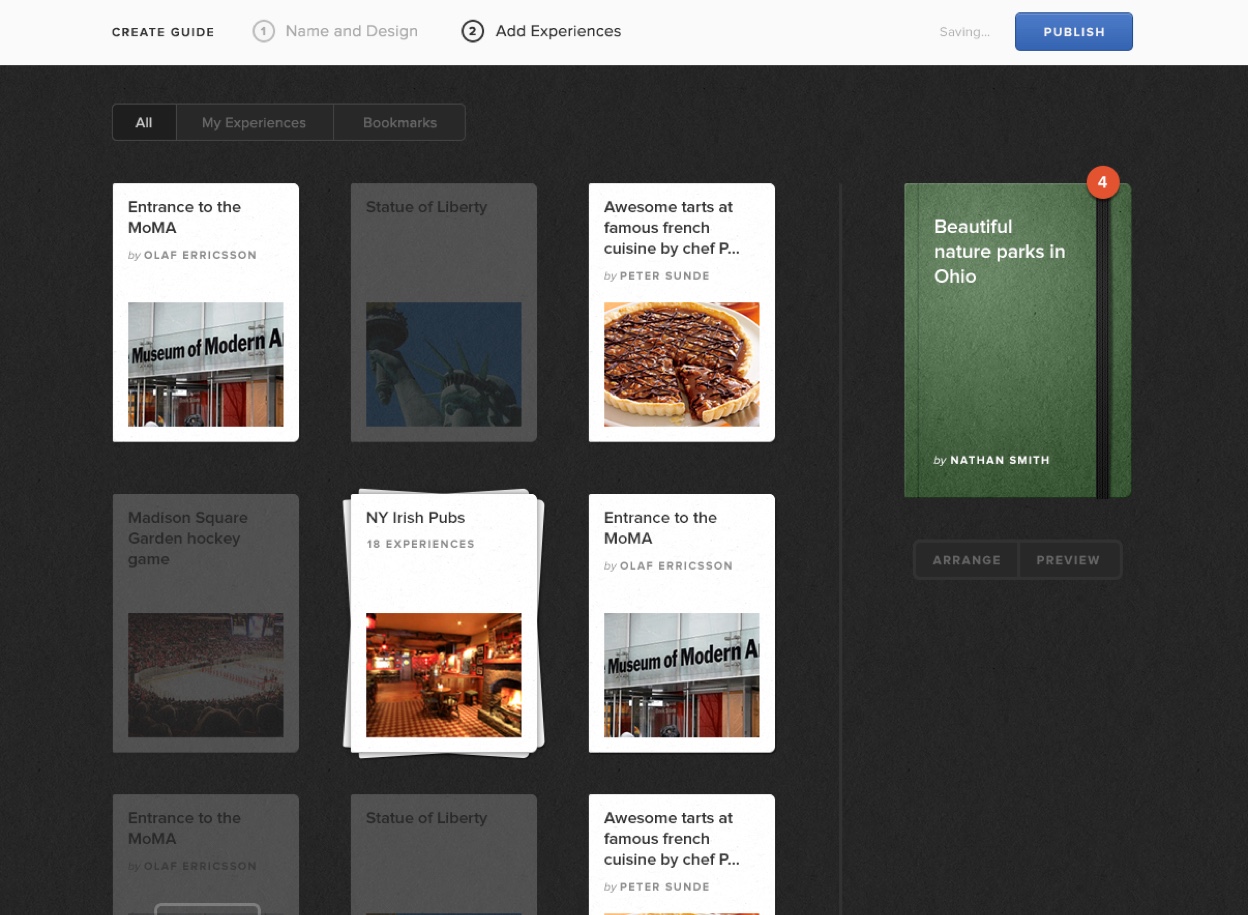 CREATE GUIDE
1 Name and Design
2 Add Experiences
Saving...
PUBLISH
All
My Experiences
Bookmarks
Entrance to the
MoMA
by OLAF ERRICSSON
Museum of Modern A
Statue of Liberty
Awesome tarts at
famous french
cuisine by chef P...
by PETER SUNDE
4
Beautiful
nature parks in
Ohio
by NATHAN SMITH
ARRANGE
PREVIEW
Madison Square
Garden hockey
game
NY Irish Pubs
18 EXPERIENCES
Entrance to the
MoMA
by OLAF ERRICSSON
Museum of Modern A
Entrance to the
MoMA
by OLAF ERRICSSON
Statue of Liberty
Awesome tarts at
famous french
cuisine by chef P...
by PETER SUNDE